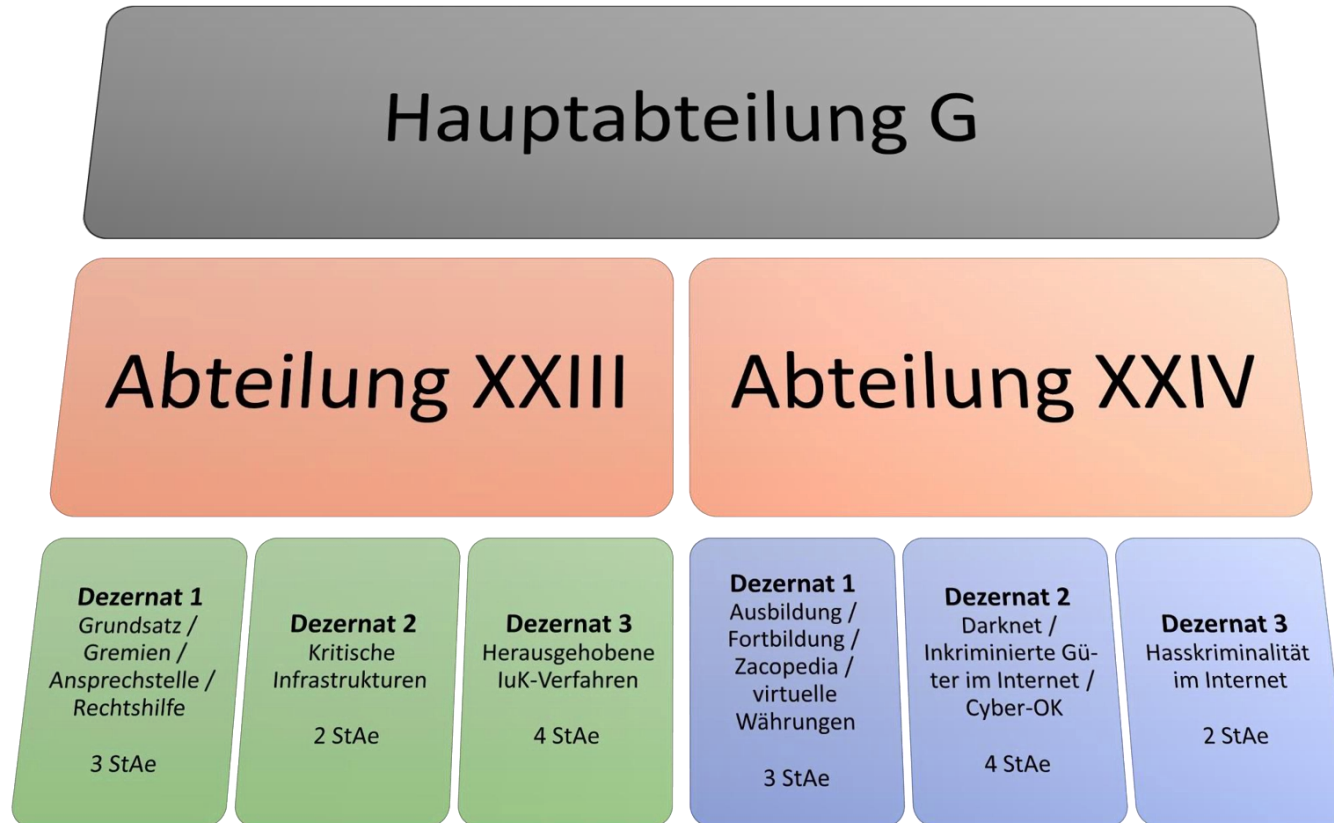 Hauptabteilung G
Abteilung XXIII
Abteilung XXIV
Dezernat 1
Grundsatz /
Gremien /
Ansprechstelle /
Rechtshilfe
3 StAe
Dezernat 2
Kritische
Infrastrukturen
2 StAe
Dezernat 3
Herausgehobene
IuK-Verfahren
4 StAe
Dezernat 1
Ausbildung /
Fortbildung /
Zacopedia /
virtuelle
Währungen
3 StAe
Dezernat 2
Darknet /
Inkriminierte Gü-
ter im Internet /
Cyber-OK
4 StAe
Dezernat 3
Hasskriminalität
im Internet
2 StAe